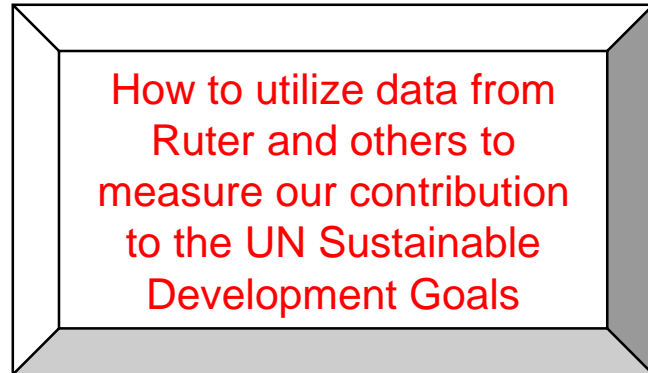 How to utilize data from
Ruter and others to
measure our contribution
to the UN Sustainable
Development Goals